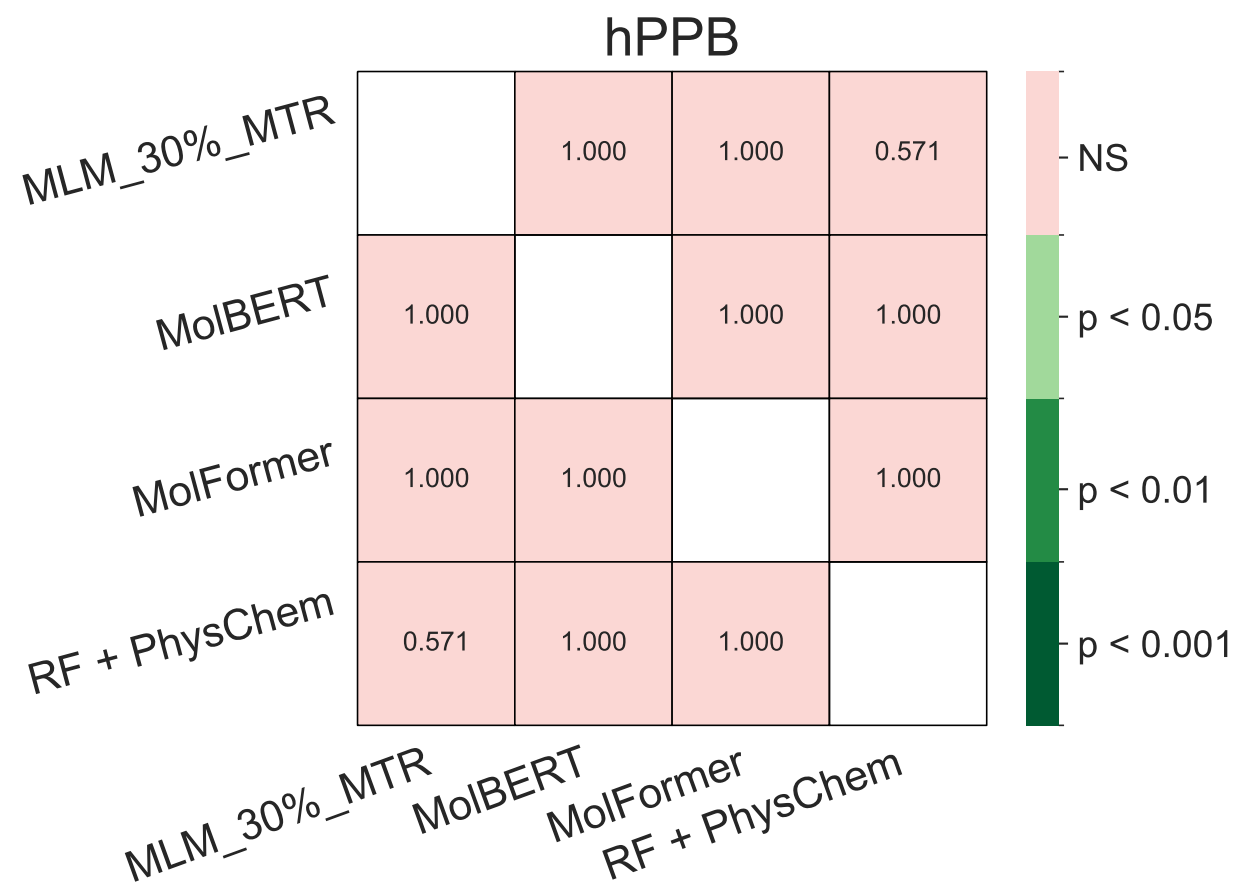 hPPB
MLM_30%_MTR
1.000 1.000 0.571
NS
MolBERT
1.000 1.000 1.000
p < 0.05
MolFormer
1.000 1.000 1.000
p < 0.01
RF + PhysChem
0.571 1.000 1.000
p < 0.001
MLM_30%_MTR
MolBERT
MolFormer
RF + PhysChem